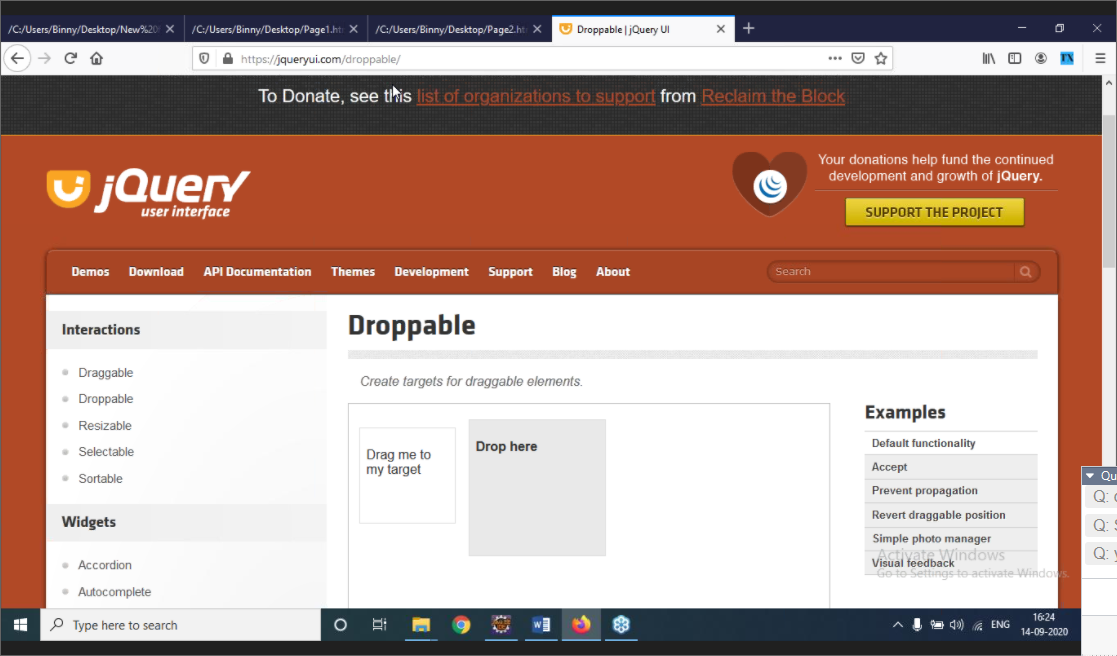 /C:/Users/Binny/Desktop/New%20
/C:/Users/Binny/Desktop/Page1.ht
/C:/Users/Binny/Desktop/Page2.ht
Droppable | jQuery UI
https://jqueryui.com/droppable/
To Donate, see this list of organizations to support from Reclaim the Block
jQuery
user interface
Your donations help fund the continued
development and growth of jQuery.
SUPPORT THE PROJECT
Demos Download API Documentation Themes Development Support Blog About
Search
Interactions
Draggable
Droppable
Resizable
Selectable
Sortable
Widgets
Accordion
Autocomplete
Droppable
Create targets for draggable elements.
Drag me to
my target
Drop here
Examples
Default functionality
Accept
Prevent propagation
Revert draggable position
Simple photo manager
Visual feedback
Activate Windows
Go to Settings to activate Windows.
Qu
Q:
Q:
Q:
Type here to search
ENG
16:24
14-09-2020